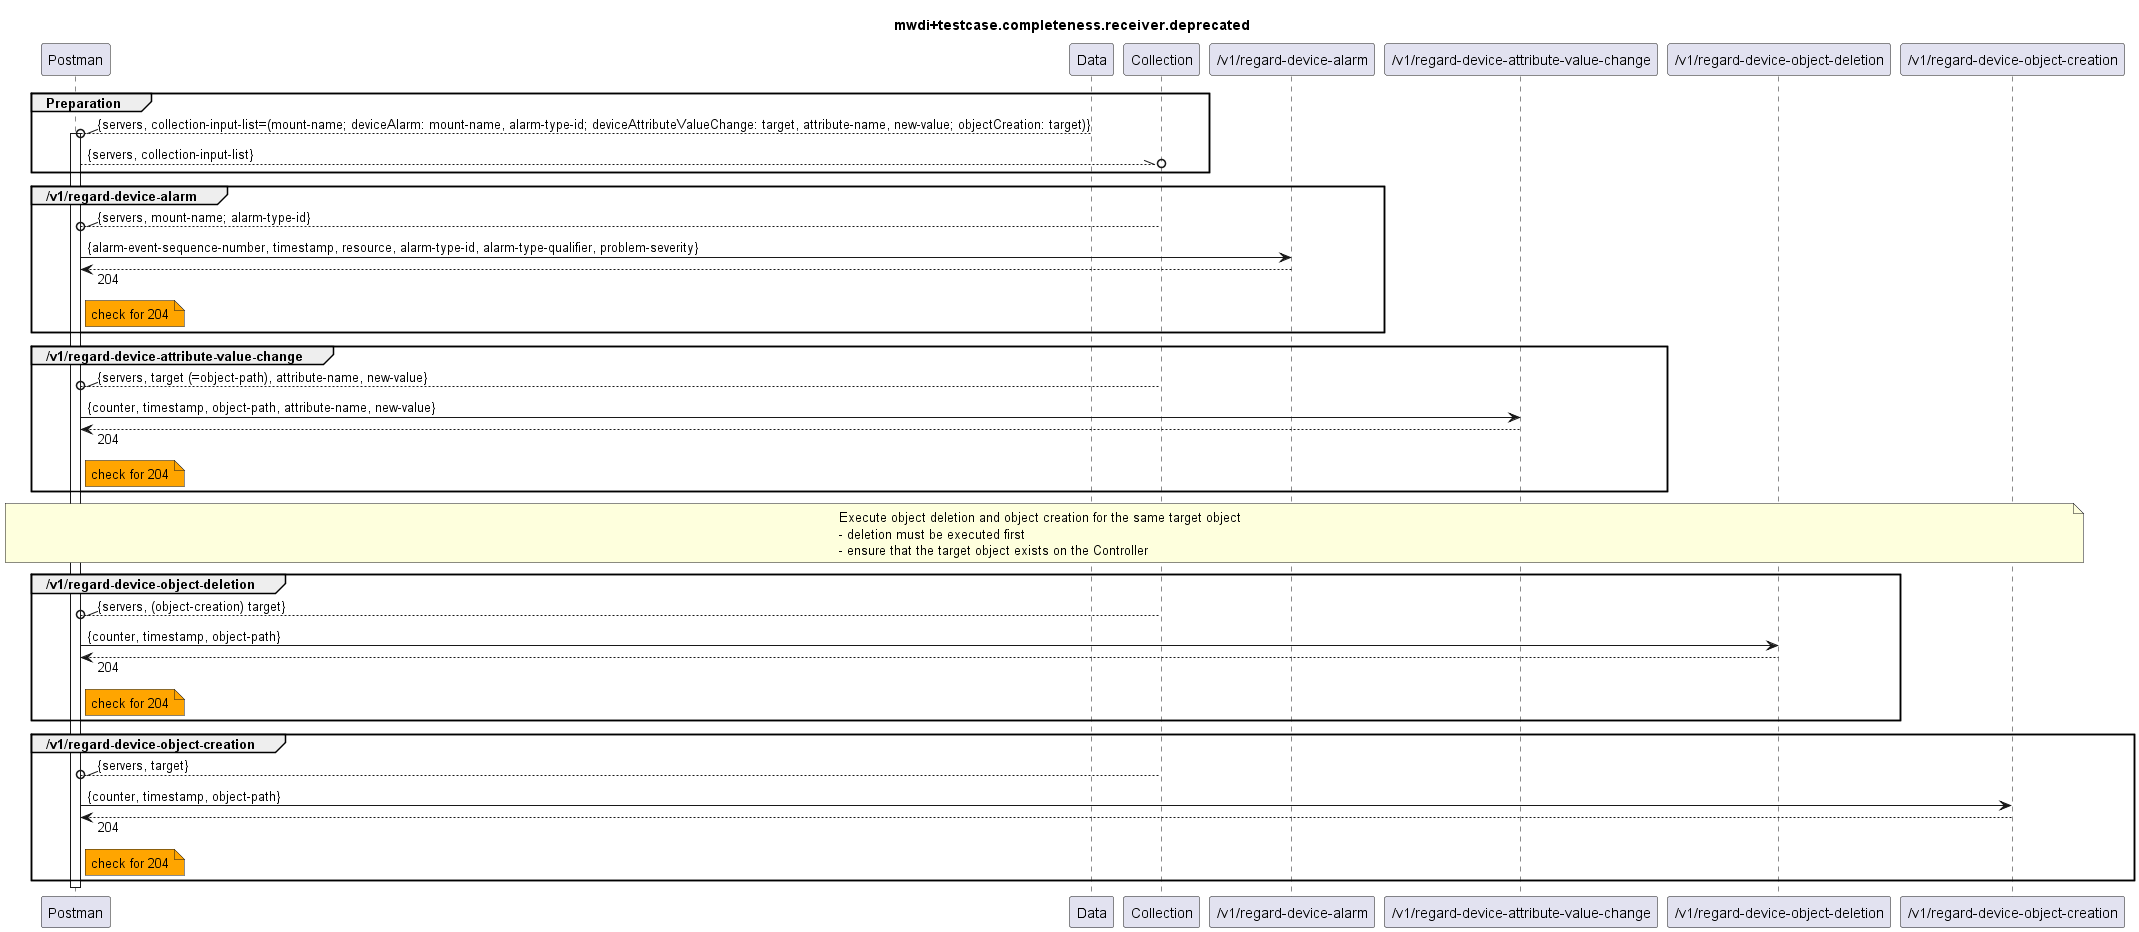 mwdi+testcase.completeness.receiver.deprecated
Postman
Data
Collection
/v1/regard-device-alarm
/v1/regard-device-attribute-value-change
/v1/regard-device-object-deletion
/v1/regard-device-object-creation
Preparation
{servers, collection-input-list=(mount-name; deviceAlarm: mount-name, alarm-type-id; deviceAttributeValueChange: target, attribute-name, new-value; objectCreation: target)}
{servers, collection-input-list}
/v1/regard-device-alarm
{servers, mount-name; alarm-type-id}
{alarm-event-sequence-number, timestamp, resource, alarm-type-id, alarm-type-qualifier, problem-severity}
204
check for 204
/v1/regard-device-attribute-value-change
{servers, target (=object-path), attribute-name, new-value}
{counter, timestamp, object-path, attribute-name, new-value}
204
check for 204
Execute object deletion and object creation for the same target object
- deletion must be executed first
- ensure that the target object exists on the Controller
/v1/regard-device-object-deletion
{servers, (object-creation) target}
{counter, timestamp, object-path}
204
check for 204
/v1/regard-device-object-creation
{servers, target}
{counter, timestamp, object-path}
204
check for 204
Postman
Data
Collection
/v1/regard-device-alarm
/v1/regard-device-attribute-value-change
/v1/regard-device-object-deletion
/v1/regard-device-object-creation